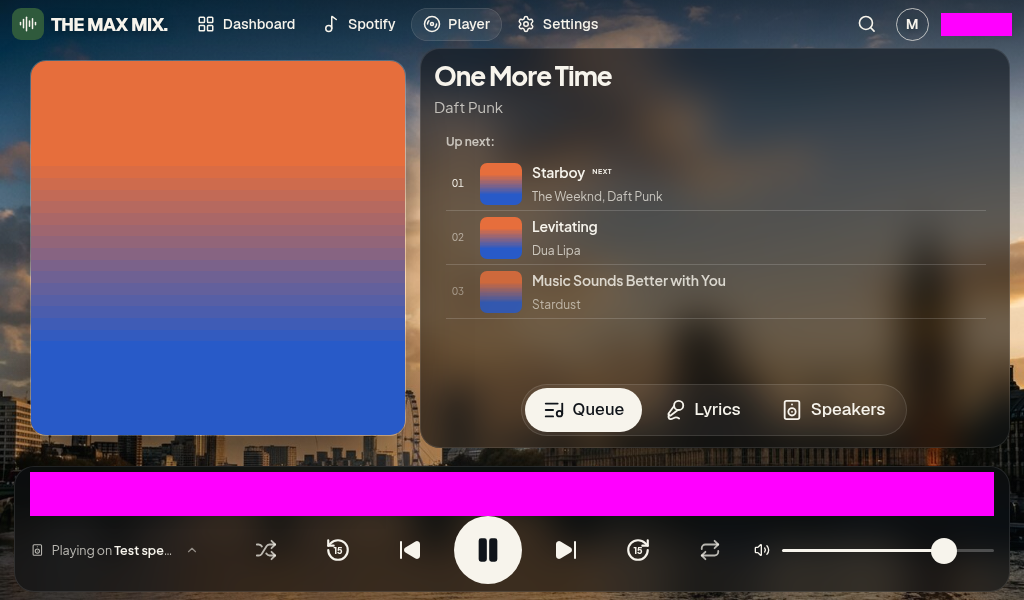 THE MAX MIX.
Dashboard
Spotify
Player
Settings
M
One More Time
Daft Punk
Up next:
01
Starboy NEXT
The Weeknd, Daft Punk
02
Levitating
Dua Lipa
03
Music Sounds Better with You
Stardust
Queue
Lyrics
Speakers
Playing on Test spe...
15
15